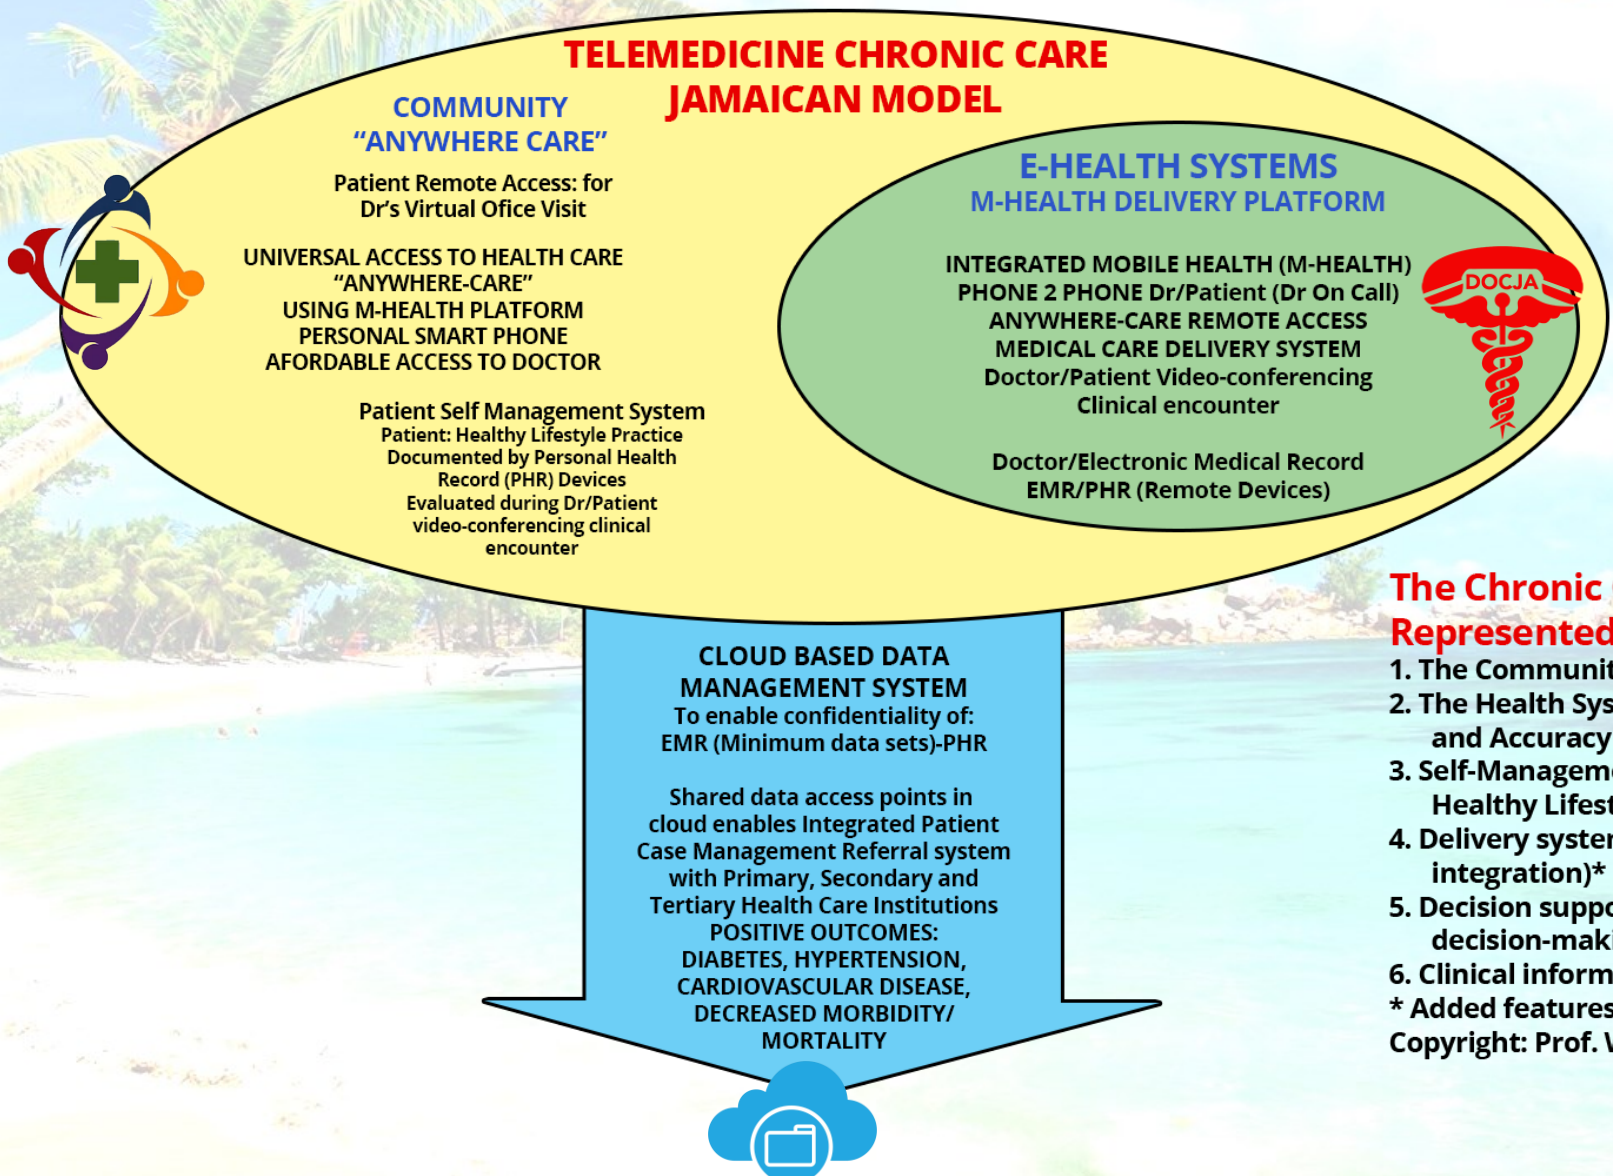 TELEMEDICINE CHRONIC CARE
JAMAICAN MODEL
COMMUNITY
“ANYWHERE CARE”
Patient Remote Access: for
Dr’s Virtual Ofice Visit
UNIVERSAL ACCESS TO HEALTH CARE
“ANYWHERE-CARE”
USING M-HEALTH PLATFORM
PERSONAL SMART PHONE
AFORDABLE ACCESS TO DOCTOR
Patient Self Management System
Patient: Healthy Lifestyle Practice
Documented by Personal Health
Record (PHR) Devices
Evaluated during Dr/Patient
video-conferencing clinical
encounter
E-HEALTH SYSTEMS
M-HEALTH DELIVERY PLATFORM
INTEGRATED MOBILE HEALTH (M-HEALTH)
PHONE 2 PHONE Dr/Patient (Dr On Call)
ANYWHERE-CARE REMOTE ACCESS
MEDICAL CARE DELIVERY SYSTEM
Doctor/Patient Video-conferencing
Clinical encounter
Doctor/Electronic Medical Record
EMR/PHR (Remote Devices)
DOCJA
CLOUD BASED DATA
MANAGEMENT SYSTEM
To enable confidentiality of:
EMR (Minimum data sets)-PHR
Shared data access points in
cloud enables Integrated Patient
Case Management Referral system
with Primary, Secondary and
Tertiary Health Care Institutions
POSITIVE OUTCOMES:
DIABETES, HYPERTENSION,
CARDIOVASCULAR DISEASE,
DECREASED MORBIDITY/
MORTALITY
The Chronic
Represented
1. The Communit
2. The Health Sys
and Accuracy
3. Self-Manageme
Healthy Lifest
4. Delivery system
integration)*
5. Decision suppo
decision-maki
6. Clinical inform
* Added features
Copyright: Prof.